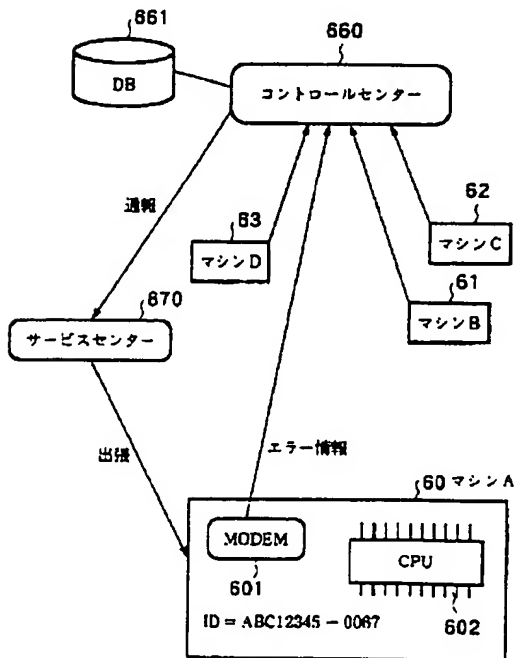 661
660
DB
コントロールセンター
通報
63
マシンD
62
マシンC
61
マシンB
670
サービスセンター
出張
エラー情報
60 マシンA
MODEM
601
CPU
602
ID = ABC12345-0067